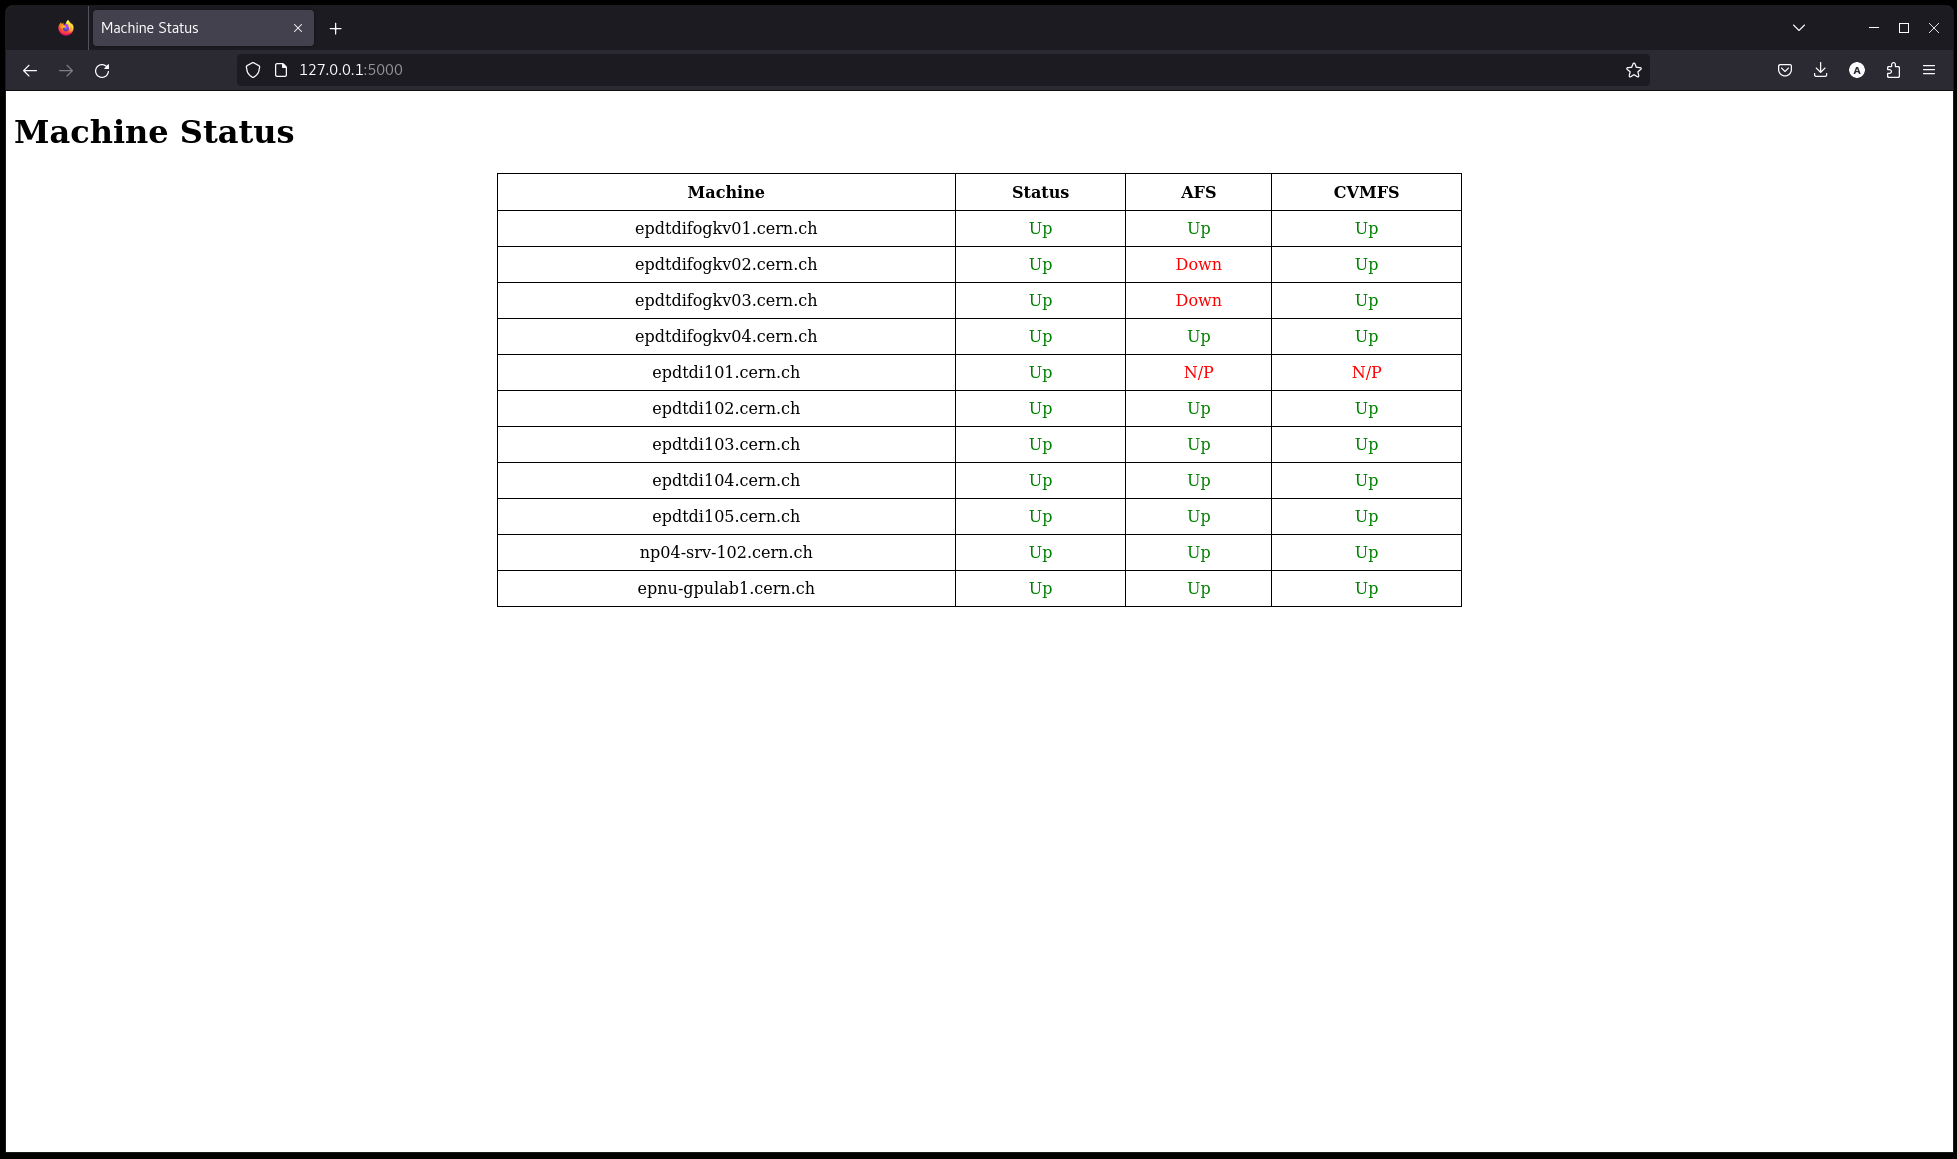 Machine Status
127.0.0.1:5000
A
Machine Status
Machine Status AFS CVMFS
epdtdifogkv01.cern.ch Up Up Up
epdtdifogkv02.cern.ch Up Down Up
epdtdifogkv03.cern.ch Up Down Up
epdtdifogkv04.cern.ch Up Up Up
epdtdi101.cern.ch Up N/P N/P
epdtdi102.cern.ch Up Up Up
epdtdi103.cern.ch Up Up Up
epdtdi104.cern.ch Up Up Up
epdtdi105.cern.ch Up Up Up
np04-srv-102.cern.ch Up Up Up
epnu-gpulab1.cern.ch Up Up Up